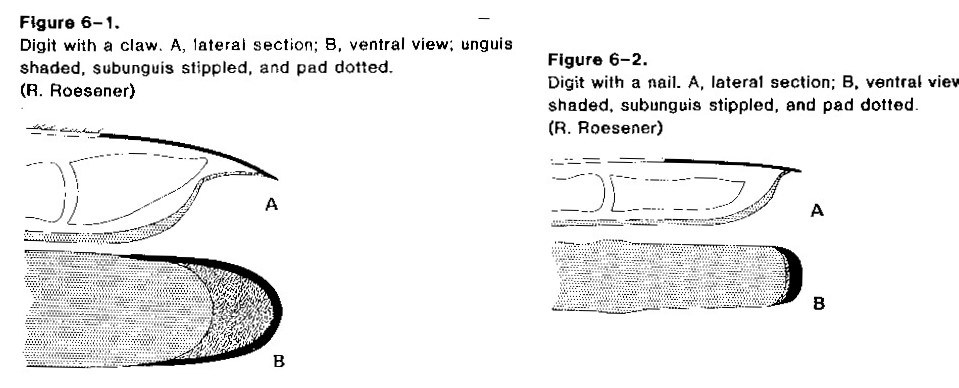 Figure 6-1.
Digit with a claw. A, lateral section; B, ventral view; unguis
shaded, subunguis stippled, and pad dotted.
(R. Roesener)
A
B
Figure 6-2.
Digit with a nail. A, lateral section; B, ventral view
shaded, subunguis stippled, and pad dotted.
(R. Roesener)
A
B